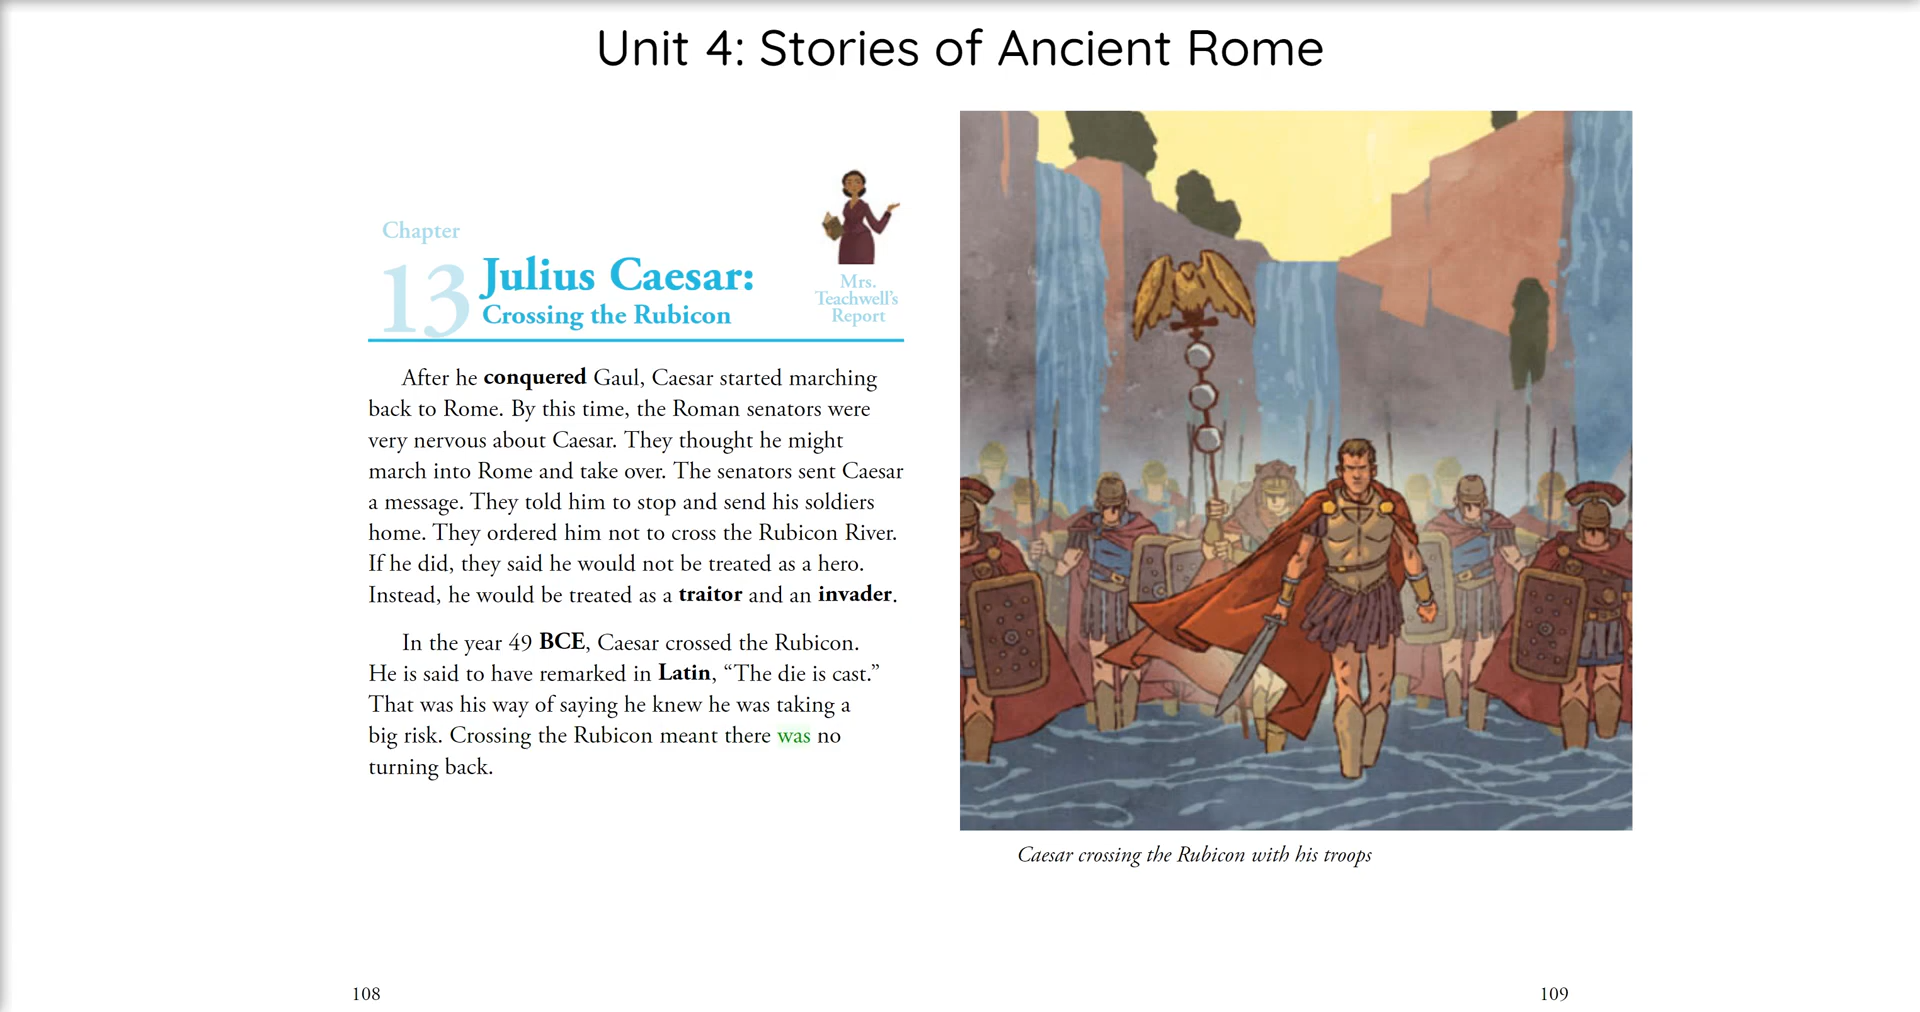 Unit 4: Stories of Ancient Rome
Chapter
13
Julius Caesar:
Crossing the Rubicon
Mrs.
Teachwell's
Report
After he conquered Gaul, Caesar started marching
back to Rome. By this time, the Roman senators were
very nervous about Caesar. They thought he might
march into Rome and take over. The senators sent Caesar
a message. They told him to stop and send his soldiers
home. They ordered him not to cross the Rubicon River.
If he did, they said he would not be treated as a hero.
Instead, he would be treated as a traitor and an invader.
In the year 49 BCE, Caesar crossed the Rubicon.
He is said to have remarked in Latin, “The die is cast.”
That was his way of saying he knew he was taking a
big risk. Crossing the Rubicon meant there was no
turning back.
Caesar crossing the Rubicon with his troops
108
109